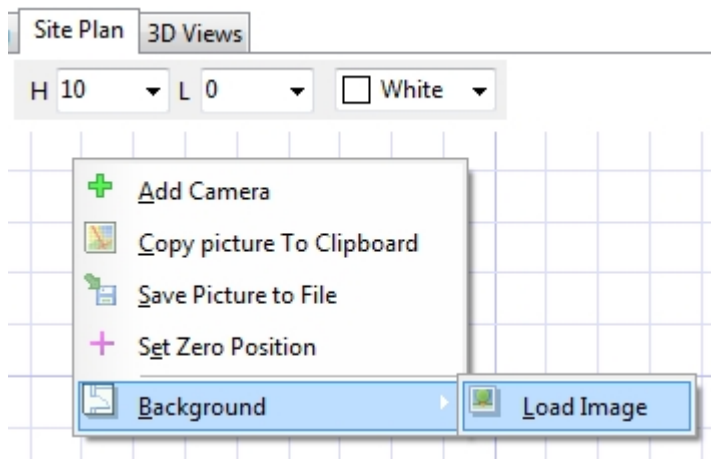 Site Plan 3D Views
H 10 L 0 White
Add Camera
Copy picture To Clipboard
Save Picture to File
Set Zero Position
Background Load Image